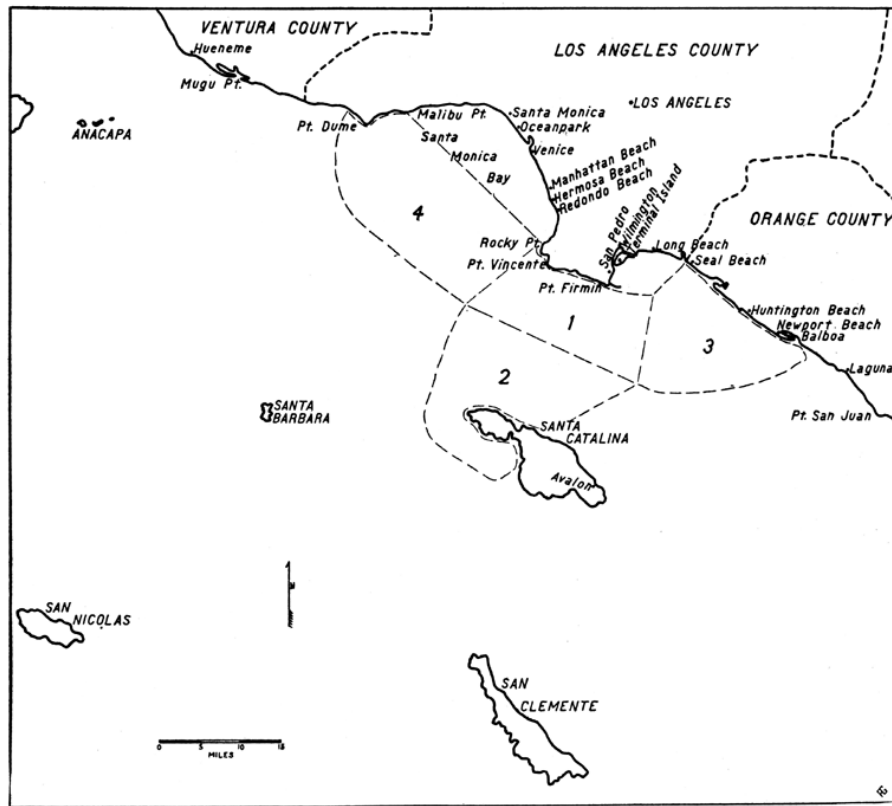 VENTURA COUNTY
LOS ANGELES COUNTY
Hueneme
Mugu Pt.
ANACAPA
Pt. Dume
Malibu Pt.
Santa Monica
Oceanpark
Venice
LOS ANGELES
Santa
Monica
Bay
Manhattan Beach
Hermosa Beach
Redondo Beach
4
ORANGE COUNTY
San Pedro
Wilmington
Terminal Island
Rocky Pt.
Pt. Vincente
Pt. Firmin
Long Beach
Seal Beach
1
Huntington Beach
Newport Beach
Balboa
3
2
Laguna
Pt. San Juan
SANTA
BARBARA
SANTA
CATALINA
Avalon
SAN
NICOLAS
SAN
CLEMENTE
0 5 10 15
MILES